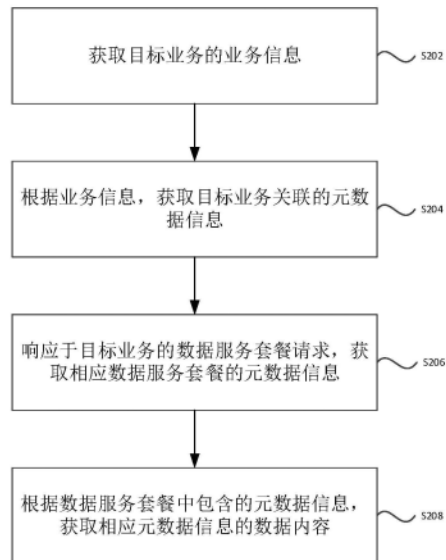 获取目标业务的业务信息
S202
根据业务信息，获取目标业务关联的元数
据信息
S204
响应于目标业务的数据服务套餐请求，获
取相应数据服务套餐的元数据信息
S206
根据数据服务套餐中包含的元数据信息，
获取相应元数据信息的数据内容
S208